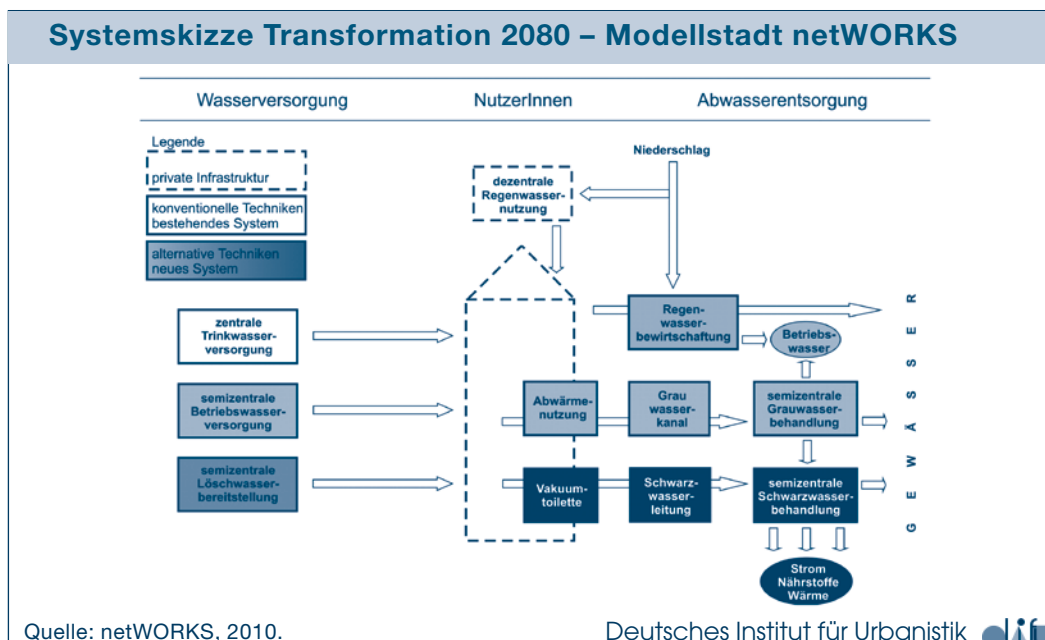 Systemskizze Transformation 2080 – Modellstadt netWORKS
Wasserversorgung
NutzerInnen
Abwasserentsorgung
Legende
private Infrastruktur
konventionelle Techniken
bestehendes System
alternative Techniken
neues System
Niederschlag
dezentrale
Regenwasser-
nutzung
zentrale
Trinkwasser-
versorgung
Regen-
wasser-
bewirtschaftung
Betriebs-
wasser
semizentrale
Betriebswasser-
versorgung
Abwärme-
nutzung
Grau
wasser-
kanal
semizentrale
Grauwasser-
behandlung
semizentrale
Löschwasser-
bereitstellung
Vakuum-
toilette
Schwarz-
wasser-
leitung
semizentrale
Schwarzwasser-
behandlung
Strom
Nährstoffe
Wärme
GEWÄSSER
Quelle: netWORKS, 2010.
Deutsches Institut für Urbanistik
difu